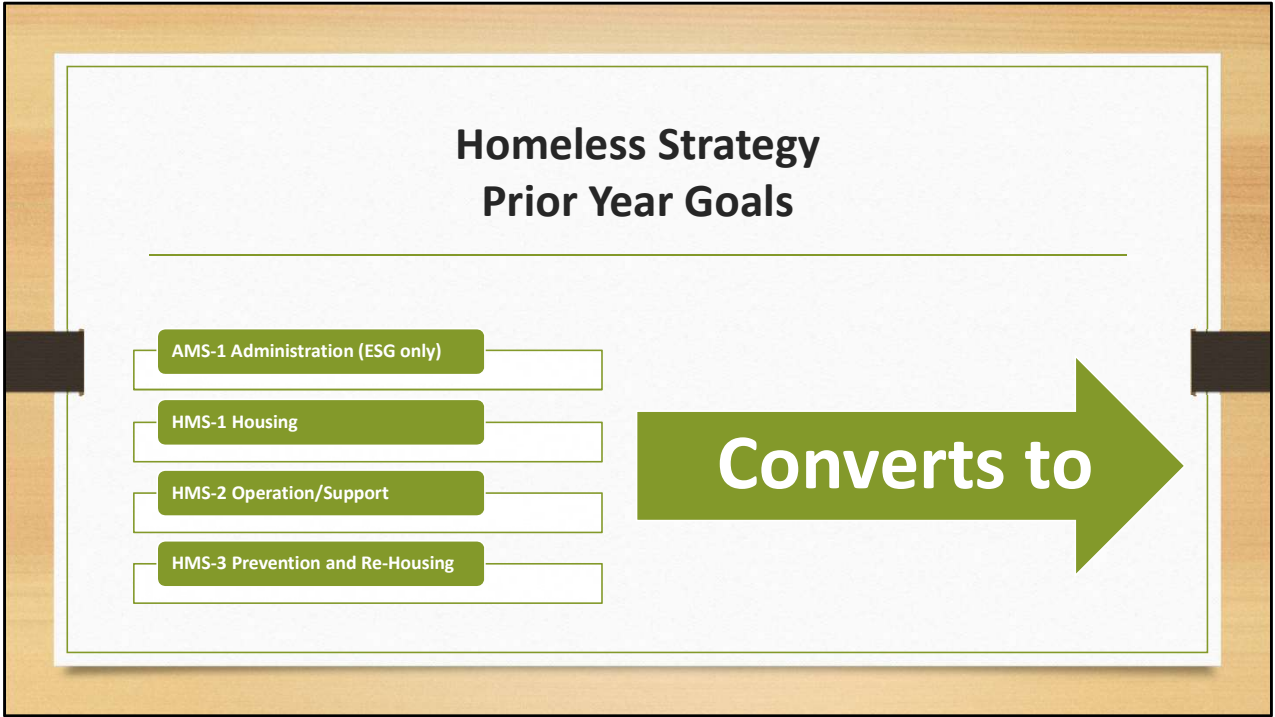 Homeless Strategy
Prior Year Goals
AMS-1 Administration (ESG only)
HMS-1 Housing
HMS-2 Operation/Support
HMS-3 Prevention and Re-Housing
Converts to